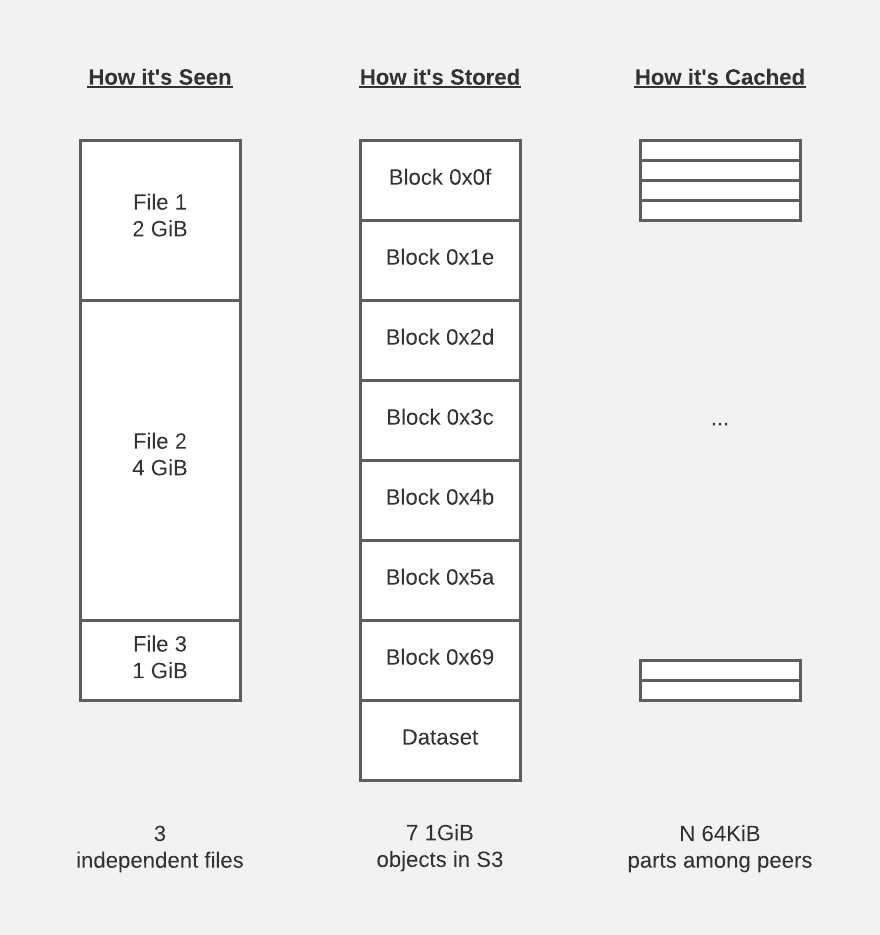 How it's Seen
How it's Stored
How it's Cached
File 1
2 GiB
File 2
4 GiB
File 3
1 GiB
Block 0x0f
Block 0x1e
Block 0x2d
Block 0x3c
Block 0x4b
Block 0x5a
Block 0x69
Dataset
...
3
independent files
7 1GiB
objects in S3
N 64KiB
parts among peers